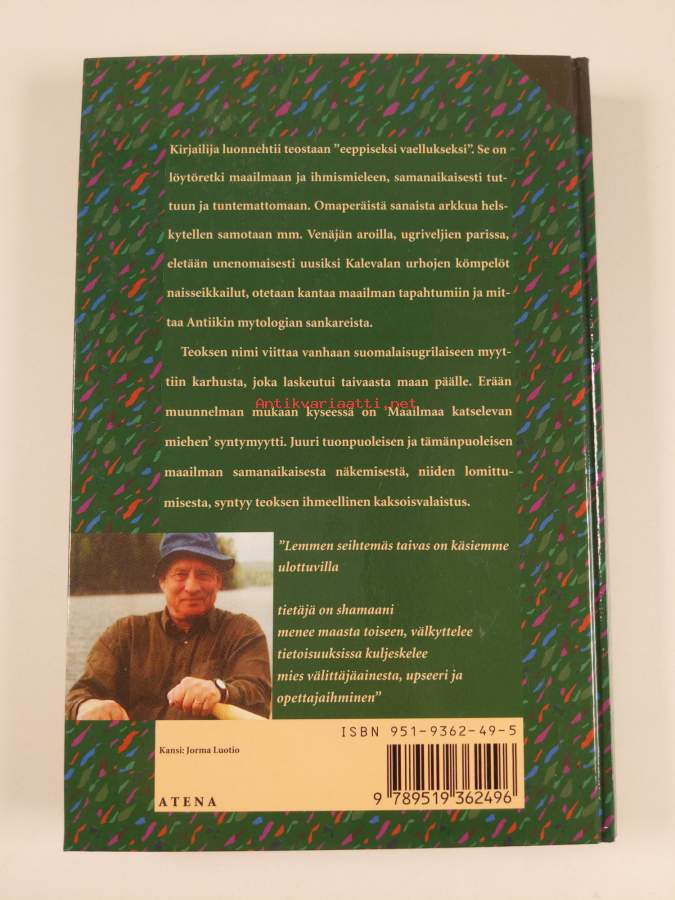 Kirjailija luonnehtii teostaan "eeppiseksi vaellukseksi". Se on
löytöretki maailmaan ja ihmismieleen, samanaikaisesti tut-
tuun ja tuntemattomaan. Omaperäistä sanaista arkkua hels-
kytellen samotaan mm. Venäjän aroilla, ugriveljien parissa,
eletään unenomaisesti uusiksi Kalevalan urhojen kömpelöt
naisseikkailut, otetaan kantaa maailman tapahtumiin ja mit-
taa Antiikin mytologian sankareista.
Teoksen nimi viittaa vanhaan suomalaisugrilaiseen myyt-
tiin karhusta, joka laskeutui taivaasta maan päälle. Erään
Antikvariaatti.net
muunnelman mukaan kyseessä on 'Maailmaa katselevan
miehen' syntymyytti. Juuri tuonpuoleisen ja tämänpuoleisen
maailman samanaikaisesta näkemisestä, niiden lomittu-
misesta, syntyy teoksen ihmeellinen kaksoisvalaistus.
"Lemmen seihtemäs taivas on käsiemme
ulottuvilla
tietäjä on shamaani
menee maasta toiseen, välkyttelee
tietoisuuksissa kuljeskelee
mies välittäjäainesta, upseeri ja
opettajaihminen"
ISBN 951-9362-49-5
Kansi: Jorma Luotio
ATENA
9 789519 362496